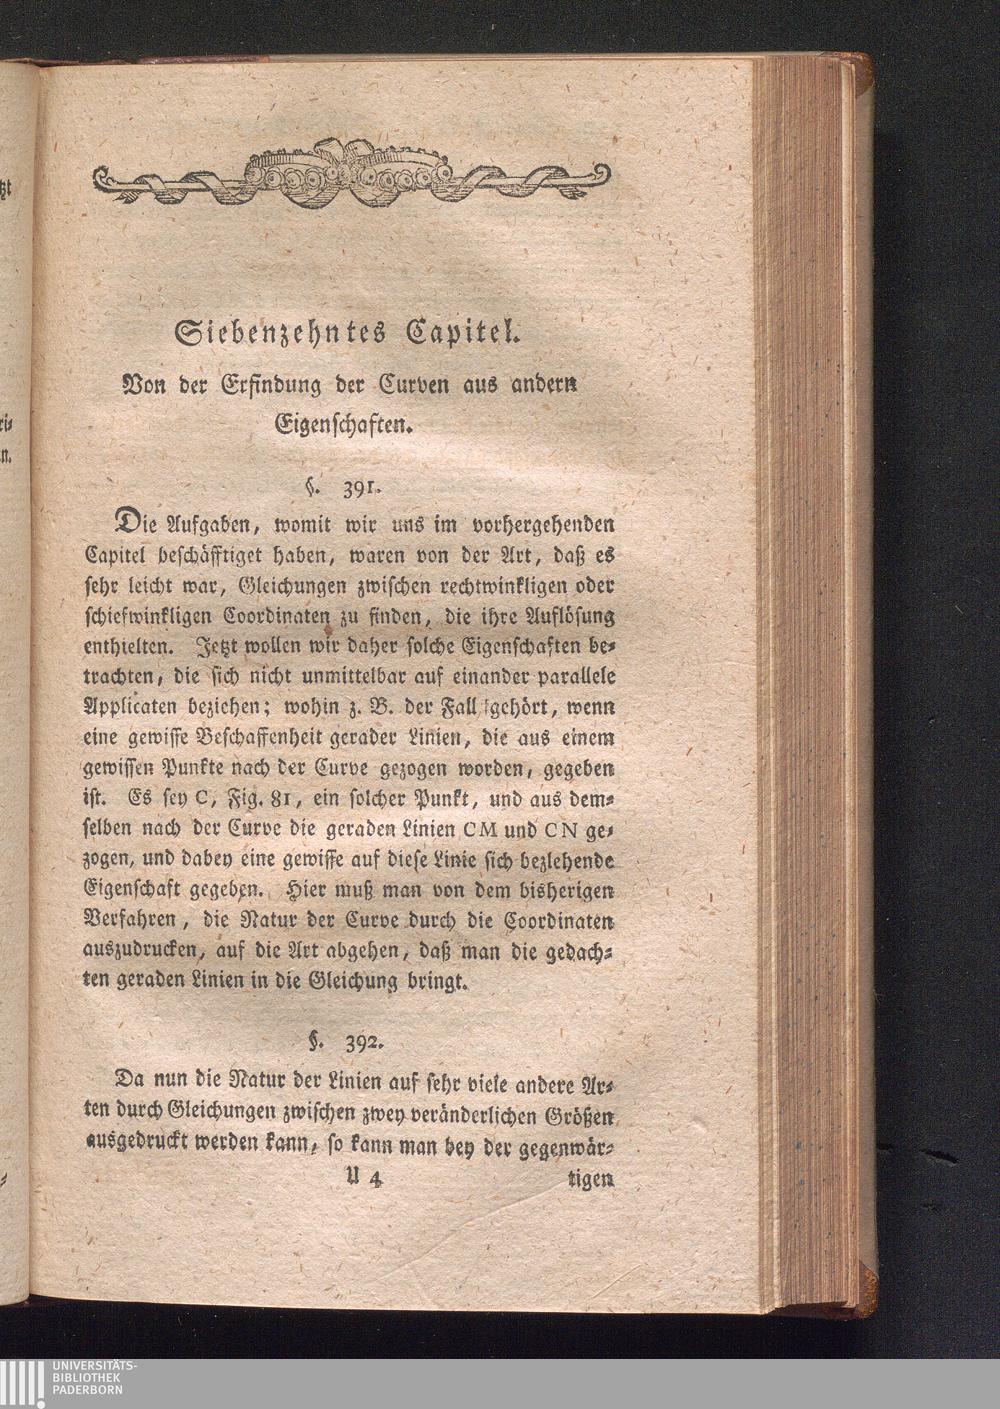 Siebenzehntes Capitel.
Von der Erfindung der Curven aus andern
Eigenschaften.
§. 391.
Die Aufgaben, womit wir uns im vorhergehenden
Capitel beschäfftiget haben, waren von der Art, daß es
sehr leicht war, Gleichungen zwischen rechtwinkligen oder
schiefwinkligen Coordinaten zu finden, die ihre Auflösung
enthielten. Jetzt wollen wir daher solche Eigenschaften be-
trachten, die sich nicht unmittelbar auf einander parallele
Applicaten beziehen; wohin z. B. der Fall gehört, wenn
eine gewisse Beschaffenheit gerader Linien, die aus einem
gewissen Punkte nach der Curve gezogen worden, gegeben
ist. Es sey C, Fig. 81, ein solcher Punkt, und aus dem-
selben nach der Curve die geraden Linien CM und CN ge-
zogen, und dabey eine gewisse auf diese Linie sich beziehende
Eigenschaft gegeben. Hier muß man von dem bisherigen
Verfahren, die Natur der Curve durch die Coordinaten
auszudrucken, auf die Art abgehen, daß man die gedach-
ten geraden Linien in die Gleichung bringt.
§. 392.
Da nun die Natur der Linien auf sehr viele andere Ar-
ten durch Gleichungen zwischen zwey veränderlichen Größen
ausgedruckt werden kann, so kann man bey der gegenwär-
U 4 tigen
UNIVERSITÄTS-
BIBLIOTHEK
PADERBORN